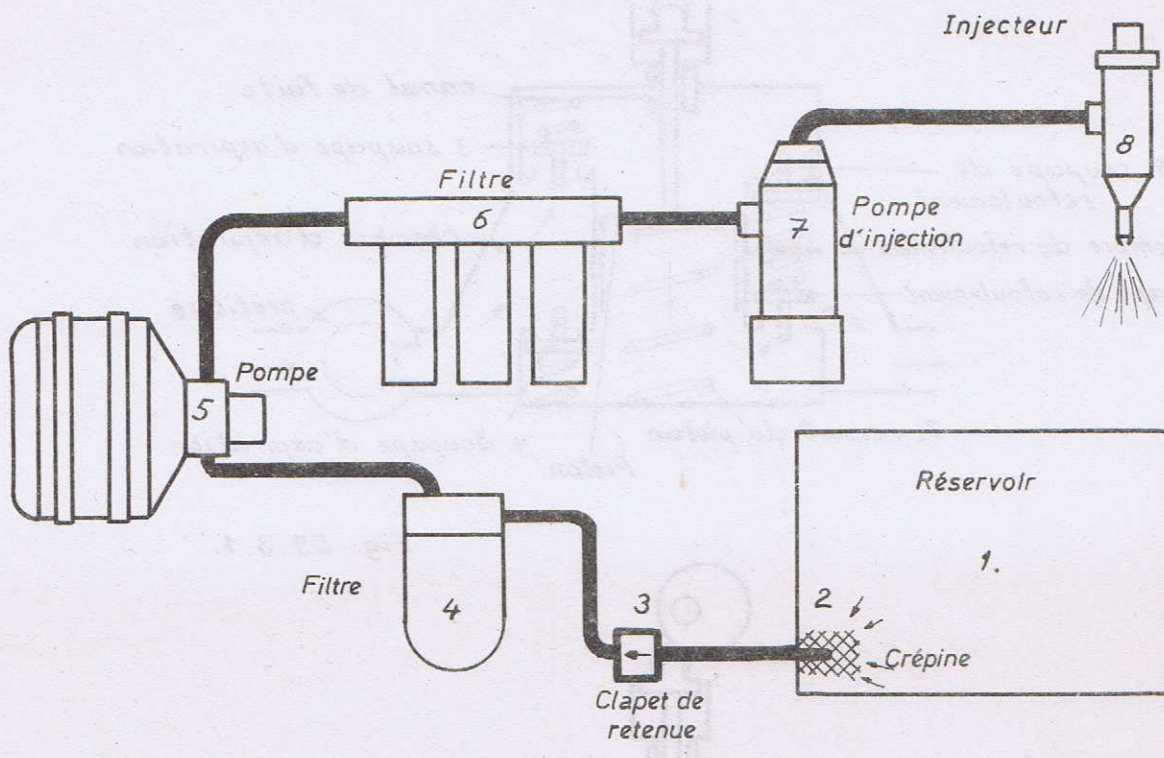 Injecteur
8
Filtre
6
7
Pompe
d'injection
Pompe
5
Réservoir
1.
Filtre
4
3
2
Crépine
Clapet de
retenue